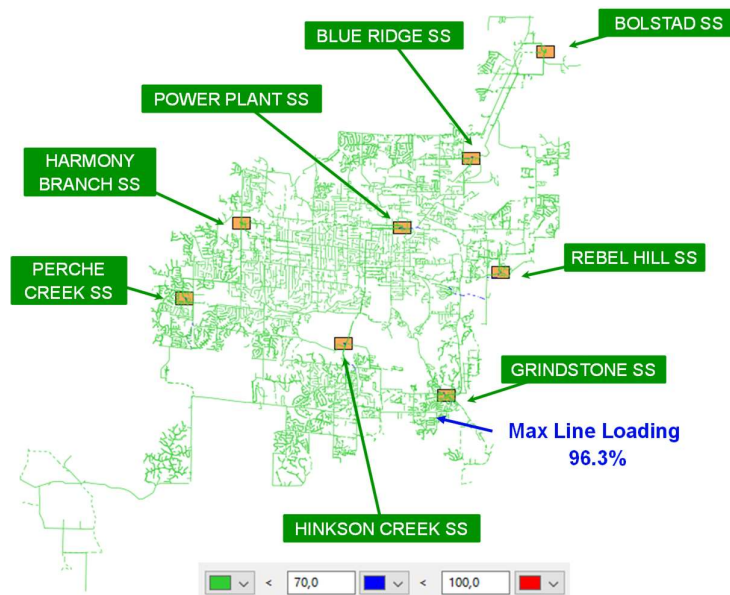 BLUE RIDGE SS
BOLSTAD SS
POWER PLANT SS
HARMONY
BRANCH SS
PERCHE
CREEK SS
REBEL HILL SS
GRINDSTONE SS
Max Line Loading
96.3%
HINKSON CREEK SS
< 70,0 < 100,0